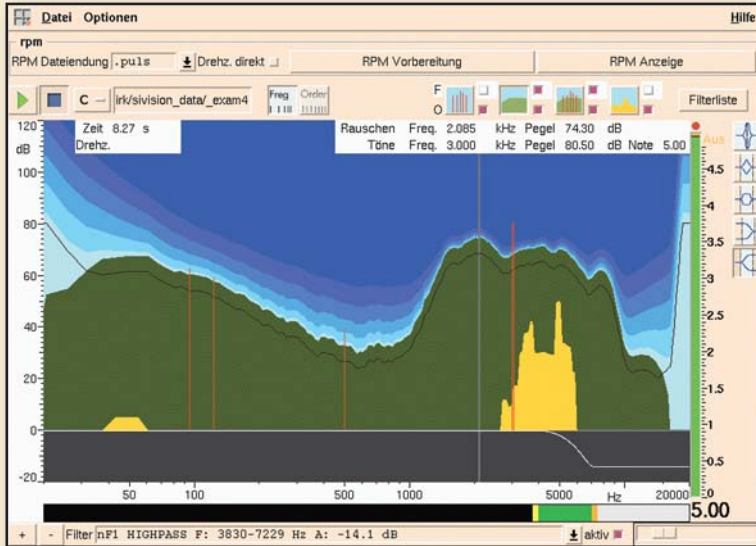 Datei Optionen Hilfe
rpm
RPM Dateiendung .puls Drehz. direkt RPM Vorbereitung RPM Anzeige
C irk/sivision_data/_exam4 Freq Order F O Filterliste
Zeit 8.27 s
Drehz.
Rauschen Freq. 2.085 kHz Pegel 74.30 dB
Töne Freq. 3.000 kHz Pegel 80.50 dB Note 5.00
Aus
120
dB
100
80
60
40
20
0
-20
4.5
4
3.5
3
2.5
2
1.5
1
0.5
0
50 100 500 1000 5000 Hz 20000
5.00
+ - Filter nF1 HIGHPASS F: 3830-7229 Hz A: -14.1 dB aktiv